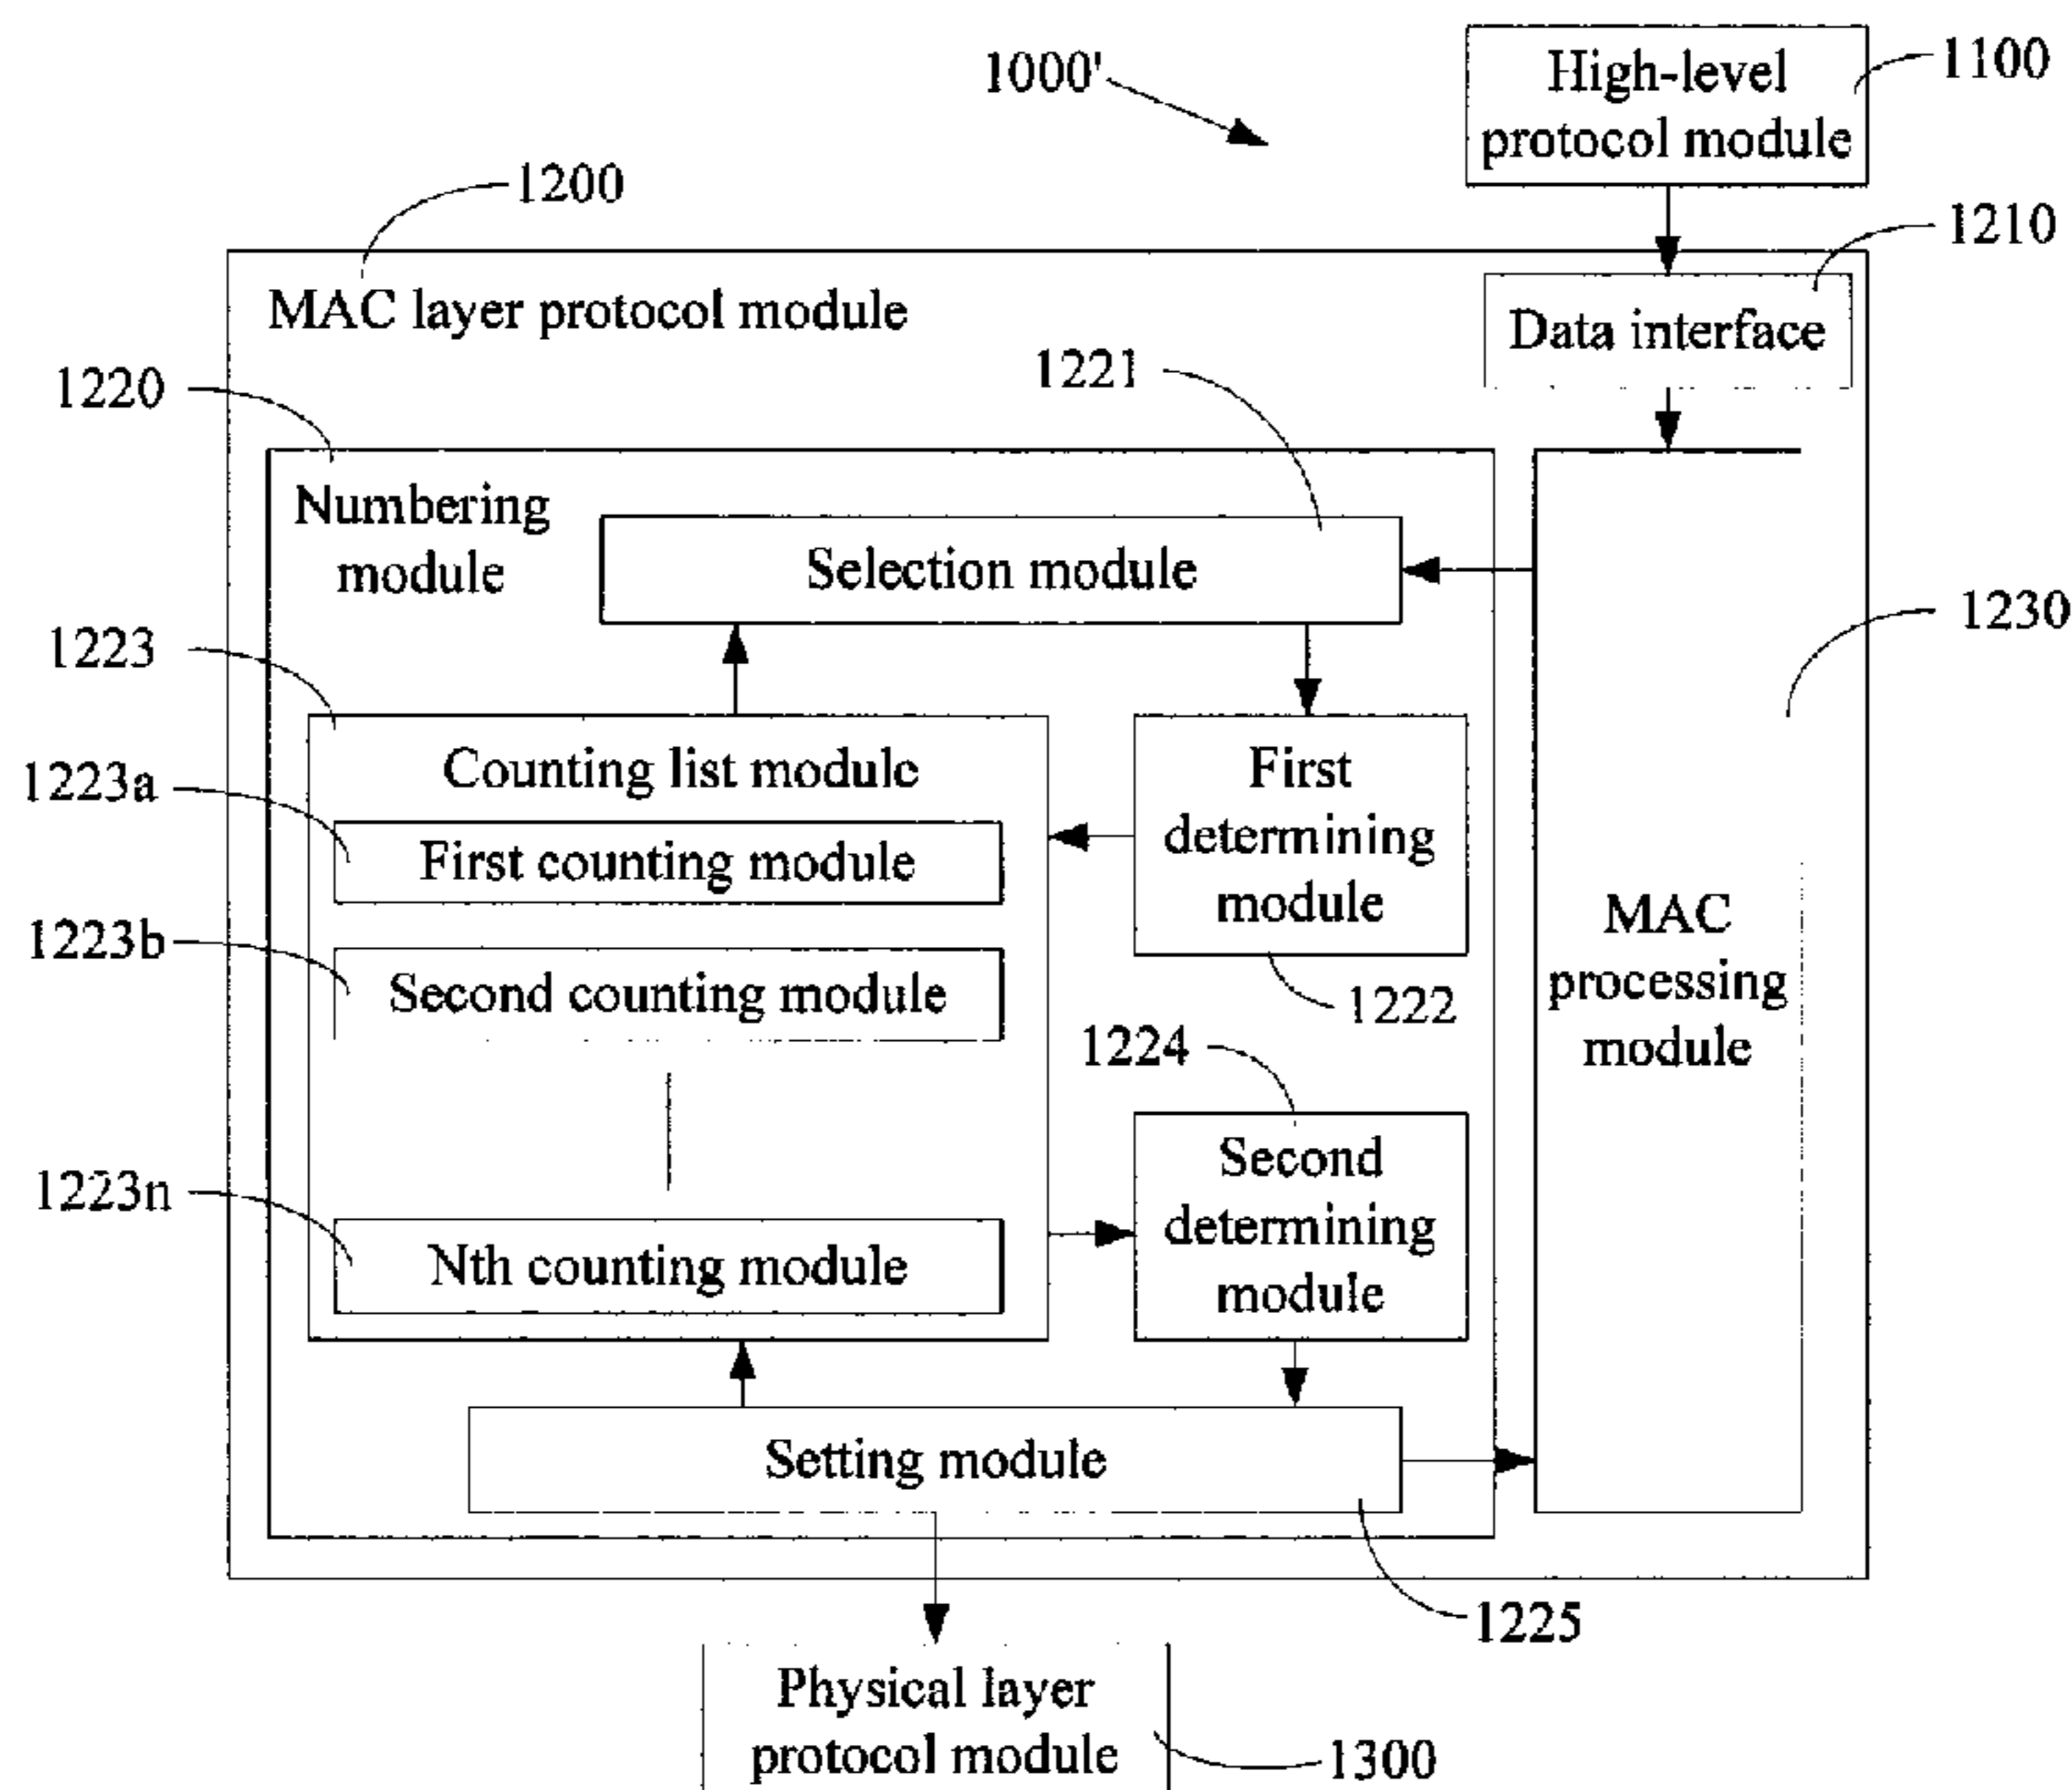 1000'
High-level
protocol module
1100
1200
1210
MAC layer protocol module
Data interface
1221
1220
Numbering
module
Selection module
1230
1223
Counting list module
1223a
First counting module
First
determining
module
1223b
Second counting module
1222
MAC
processing
module
1224
Second
determining
module
1223n
Nth counting module
Setting module
1225
Physical layer
protocol module
1300